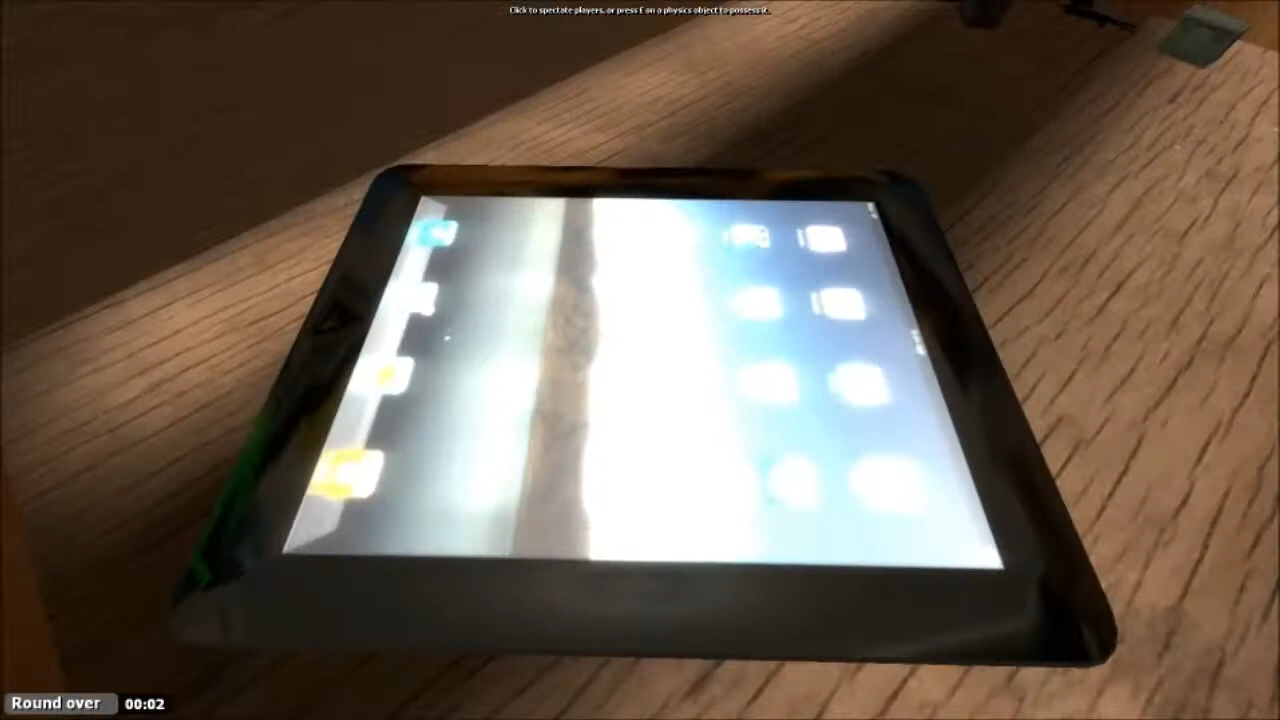 Click to spectate players, or press E on a physics object to possess it.
Round over 00:02